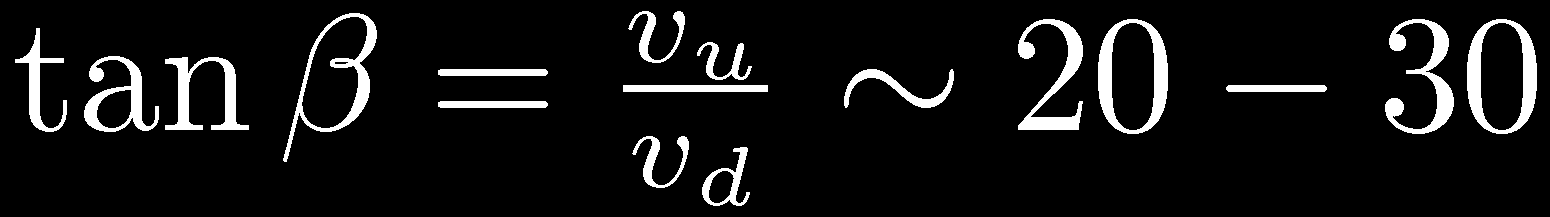 tan β = v_u/v_d ∼ 20 − 30